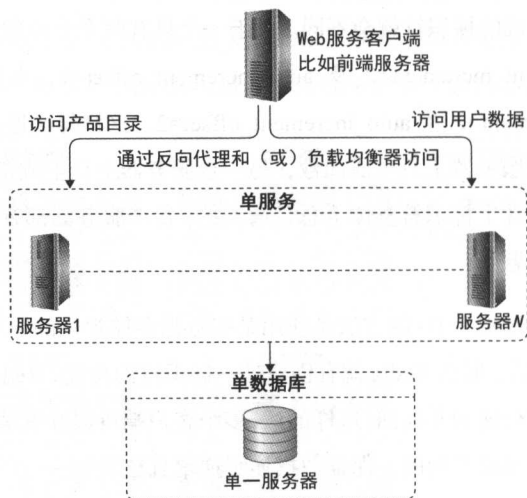 Web服务客户端
比如前端服务器
访问产品目录
访问用户数据
通过反向代理和（或）负载均衡器访问
单服务
服务器1
服务器N
单数据库
单一服务器